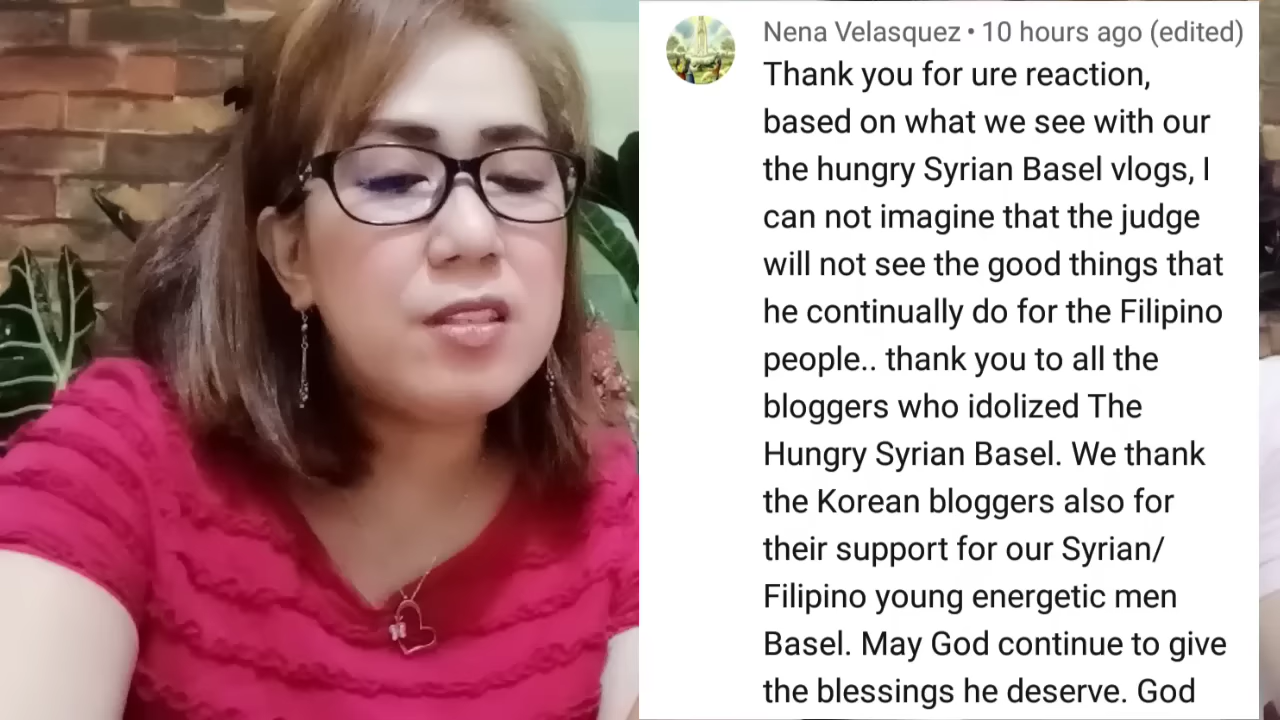 Nena Velasquez • 10 hours ago (edited)
Thank you for ure reaction,
based on what we see with our
the hungry Syrian Basel vlogs, I
can not imagine that the judge
will not see the good things that
he continually do for the Filipino
people.. thank you to all the
bloggers who idolized The
Hungry Syrian Basel. We thank
the Korean bloggers also for
their support for our Syrian/
Filipino young energetic men
Basel. May God continue to give
the blessings he deserve. God